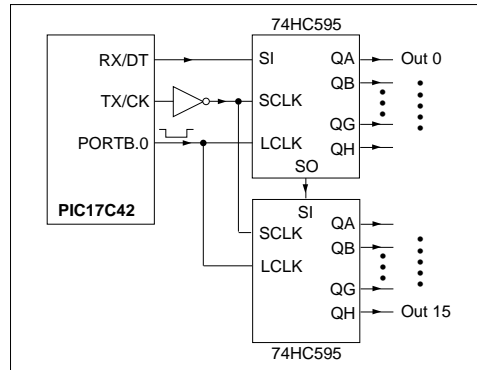 74HC595
RX/DT
TX/CK
PORTB.0
PIC17C42
SI
SCLK
LCLK
SO
QA
QB
QG
QH
Out 0
SI
SCLK
LCLK
QA
QB
QG
QH
Out 15
74HC595